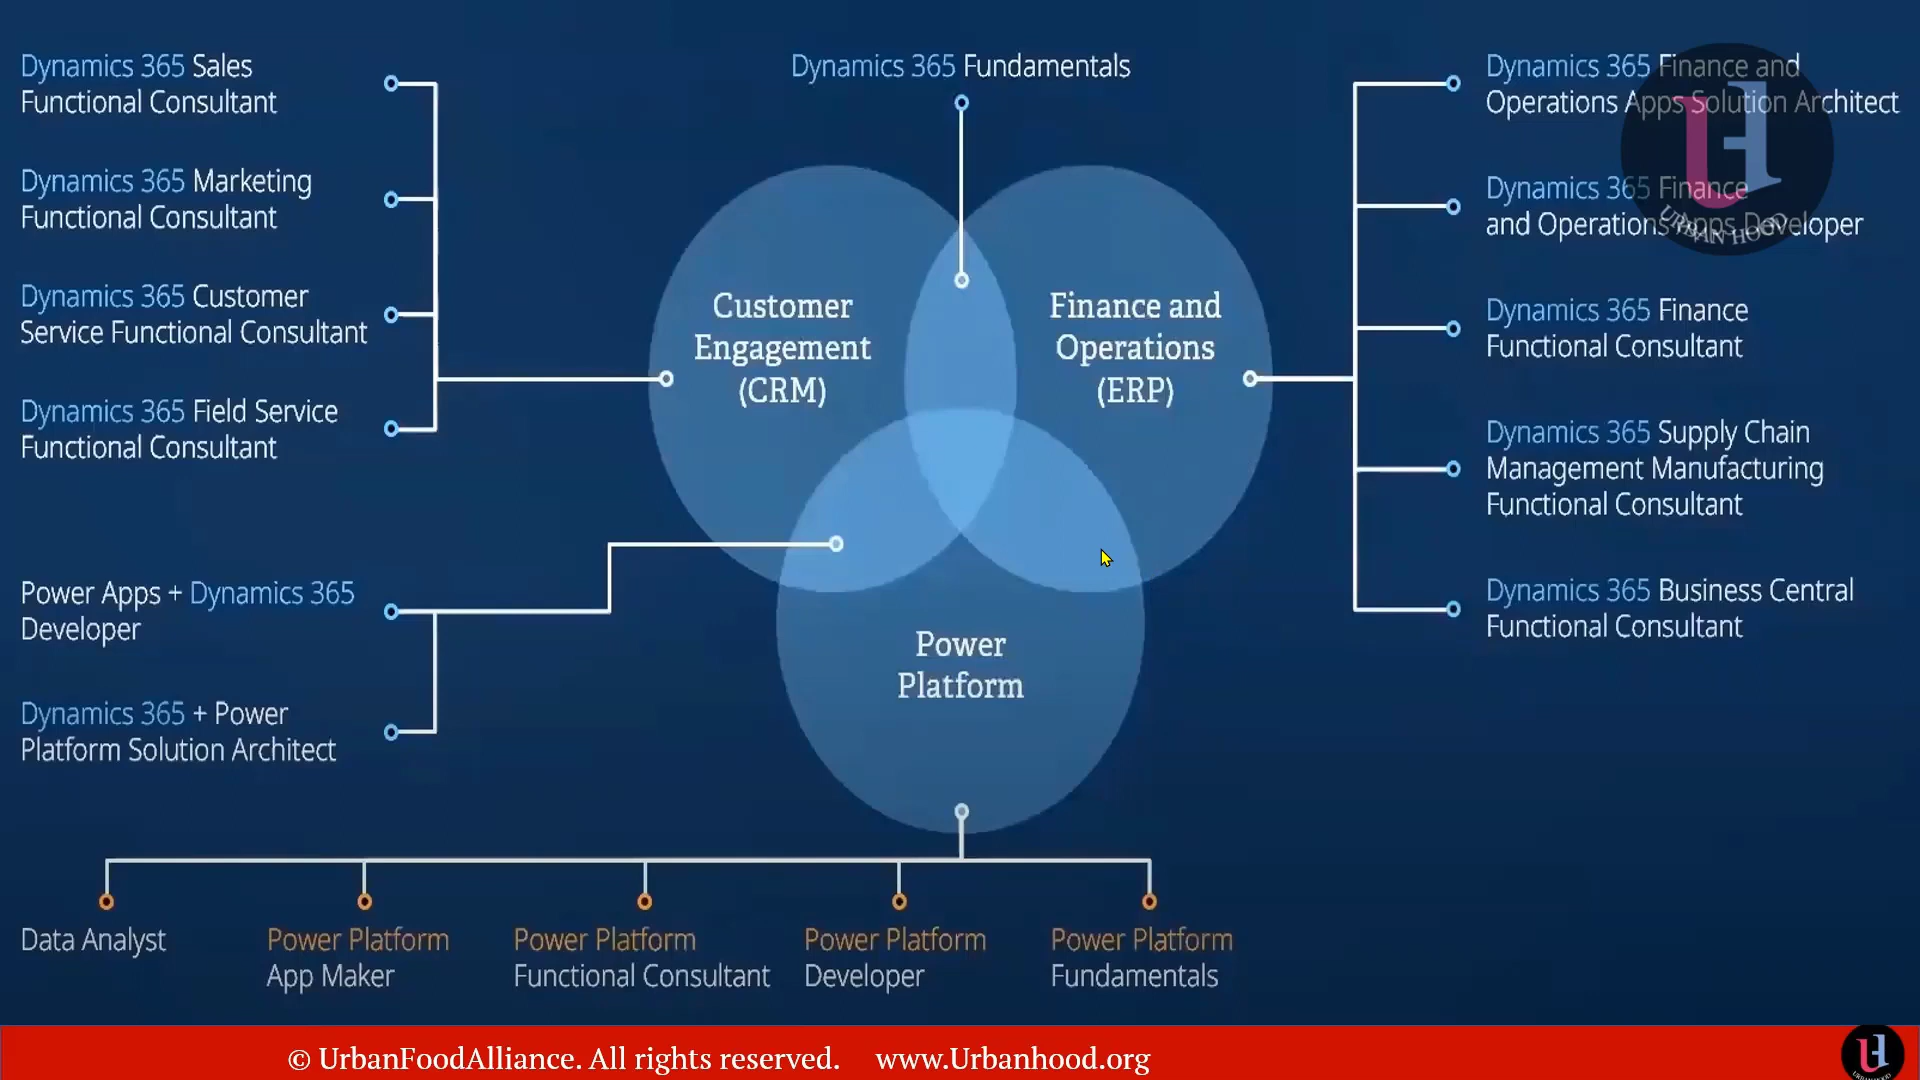 Dynamics 365 Sales
Functional Consultant
Dynamics 365 Marketing
Functional Consultant
Dynamics 365 Customer
Service Functional Consultant
Dynamics 365 Field Service
Functional Consultant
Power Apps + Dynamics 365
Developer
Dynamics 365 + Power
Platform Solution Architect
Dynamics 365 Fundamentals
Customer
Engagement
(CRM)
Finance and
Operations
(ERP)
Power
Platform
Dynamics 365 Finance and
Operations Apps Solution Architect
Dynamics 365 Finance
and Operations Apps Developer
Dynamics 365 Finance
Functional Consultant
Dynamics 365 Supply Chain
Management Manufacturing
Functional Consultant
Dynamics 365 Business Central
Functional Consultant
URBAN HOOD
Data Analyst
Power Platform
App Maker
Power Platform
Functional Consultant
Power Platform
Developer
Power Platform
Fundamentals
© UrbanFoodAlliance. All rights reserved. www.Urbanhood.org